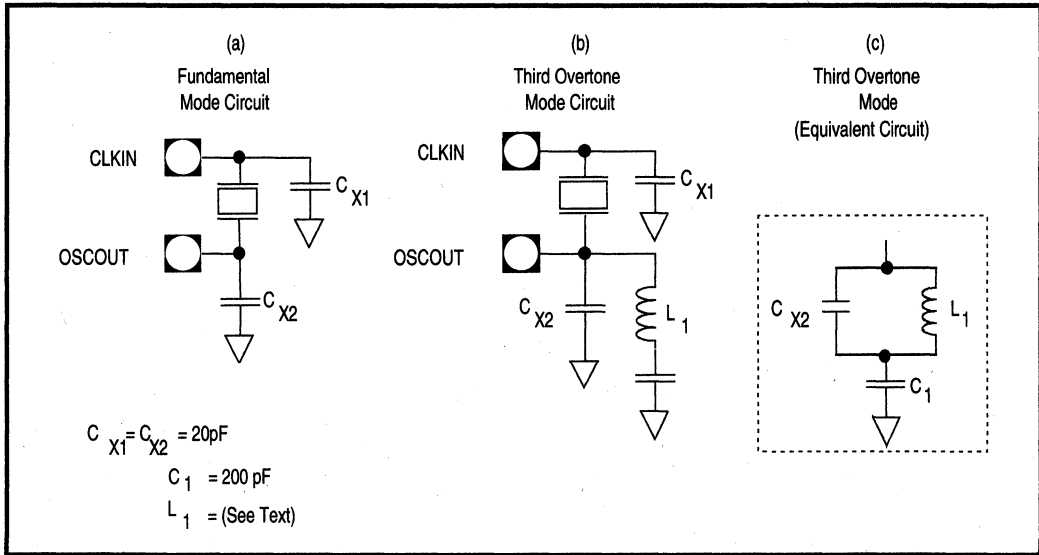 (a)
Fundamental
Mode Circuit
CLKIN
C X1
OSCOUT
C X2
C X1 = C X2 = 20pF
C 1 = 200 pF
L 1 = (See Text)
(b)
Third Overtone
Mode Circuit
CLKIN
C X1
OSCOUT
C X2
L 1
(c)
Third Overtone
Mode
(Equivalent Circuit)
C X2
L 1
C 1